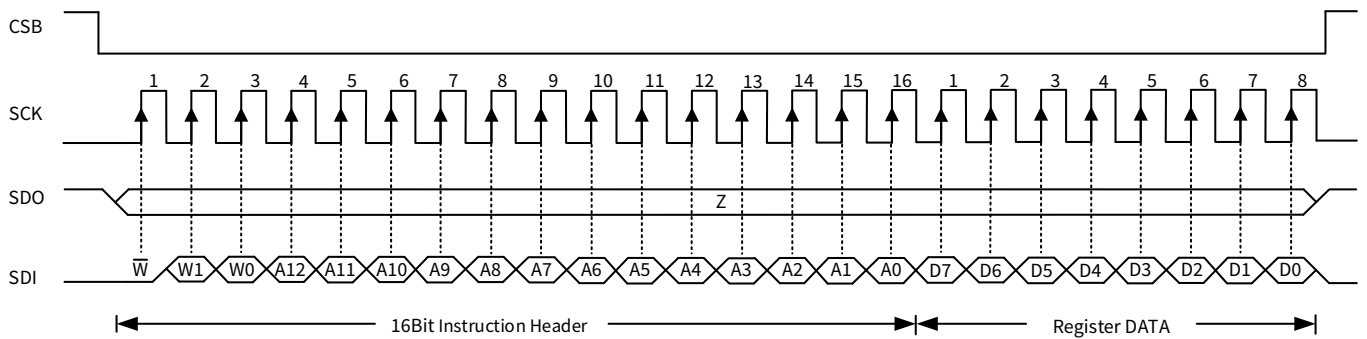 CSB
1 2 3 4 5 6 7 8 9 10 11 12 13 14 15 16 1 2 3 4 5 6 7 8
SCK
SDO Z
SDI W̅ W1 W0 A12 A11 A10 A9 A8 A7 A6 A5 A4 A3 A2 A1 A0 D7 D6 D5 D4 D3 D2 D1 D0
16Bit Instruction Header Register DATA